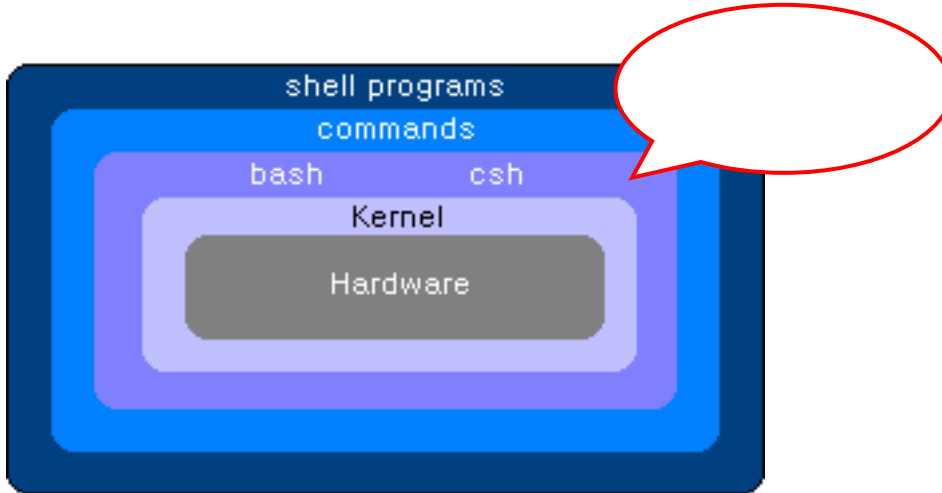 shell programs
commands
bash csh
Kernel
Hardware